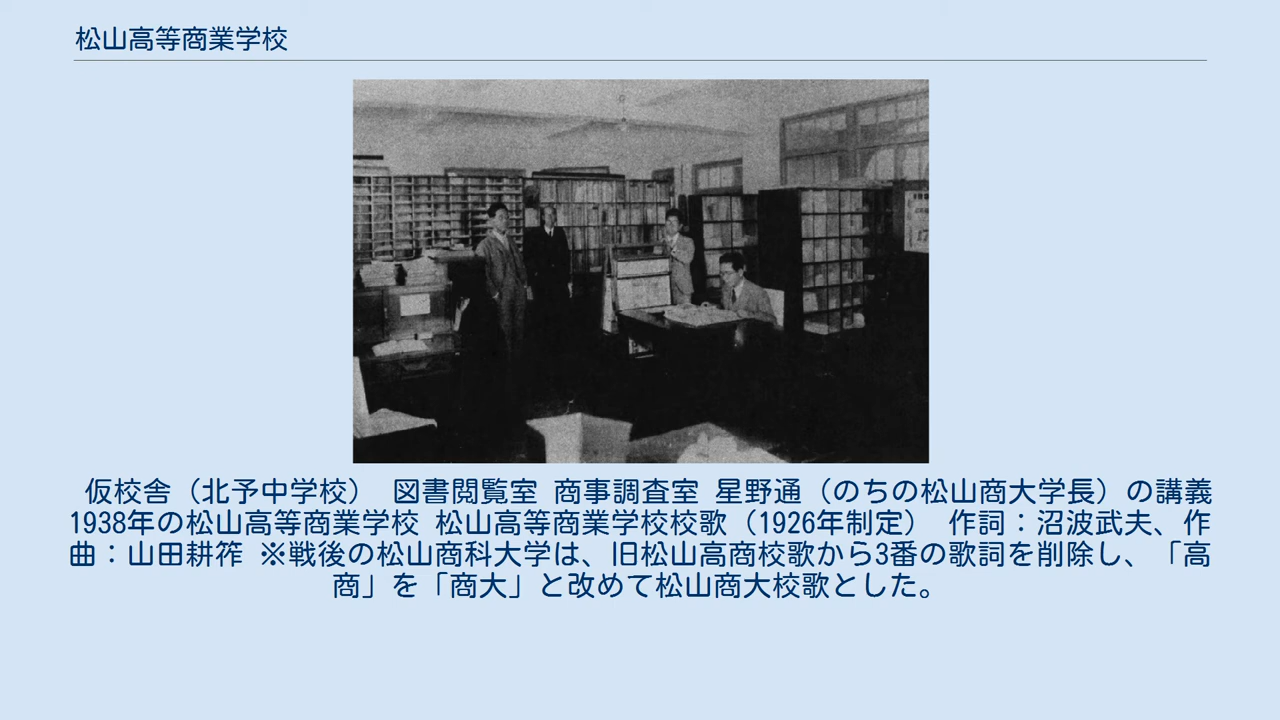 松山高等商業学校
仮校舎（北予中学校） 図書閲覧室 商事調査室 星野通（のちの松山商大学長）の講義
1938年の松山高等商業学校 松山高等商業学校校歌（1926年制定） 作詞：沼波武夫、作
曲：山田耕筰 ※戦後の松山商科大学は、旧松山高商校歌から3番の歌詞を削除し、「高
商」を「商大」と改めて松山商大校歌とした。